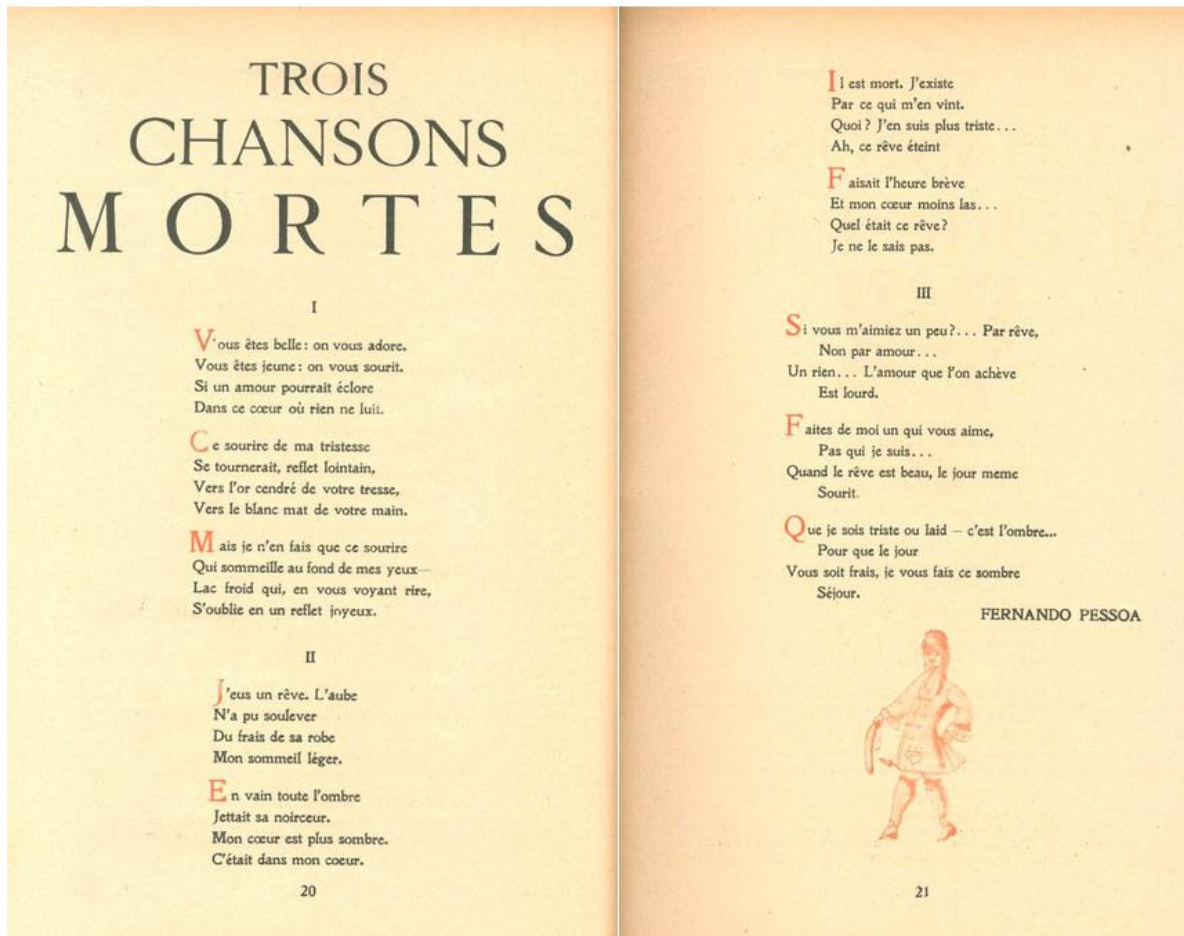 TROIS
CHANSONS
MORTES
I
Vous êtes belle: on vous adore.
Vous êtes jeune: on vous sourit.
Si un amour pourrait éclore
Dans ce cœur où rien ne luit.
Ce sourire de ma tristesse
Se tournerait, reflet lointain,
Vers l'or cendré de votre tresse,
Vers le blanc mat de votre main.
Mais je n'en fais que ce sourire
Qui sommeille au fond de mes yeux—
Lac froid qui, en vous voyant rire,
S'oublie en un reflet joyeux.
II
J'eus un rêve. L'aube
N'a pu soulever
Du frais de sa robe
Mon sommeil léger.
En vain toute l'ombre
Jettait sa noirceur.
Mon cœur est plus sombre.
C'était dans mon coeur.
20
Il est mort. J'existe
Par ce qui m'en vint.
Quoi? J'en suis plus triste...
Ah, ce rêve éteint
Faisait l'heure brève
Et mon cœur moins las...
Quel était ce rêve?
Je ne le sais pas.
III
Si vous m'aimiez un peu?... Par rêve,
Non par amour...
Un rien... L'amour que l'on achève
Est lourd.
Faites de moi un qui vous aime,
Pas qui je suis...
Quand le rêve est beau, le jour meme
Sourit.
Que je sois triste ou laid — c'est l'ombre...
Pour que le jour
Vous soit frais, je vous fais ce sombre
Séjour.
FERNANDO PESSOA
21